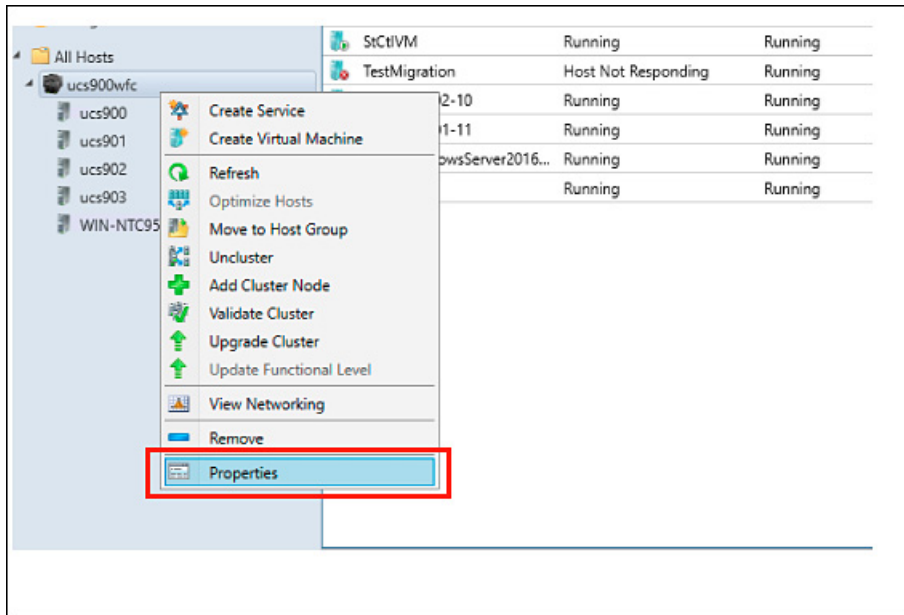 All Hosts
ucs900wfc
ucs900
ucs901
ucs902
ucs903
WIN-NTC95
StCtlVM Running Running
TestMigration Host Not Responding Running
02-10 Running Running
01-11 Running Running
owsServer2016... Running Running
Running Running
Create Service
Create Virtual Machine
Refresh
Optimize Hosts
Move to Host Group
Uncluster
Add Cluster Node
Validate Cluster
Upgrade Cluster
Update Functional Level
View Networking
Remove
Properties